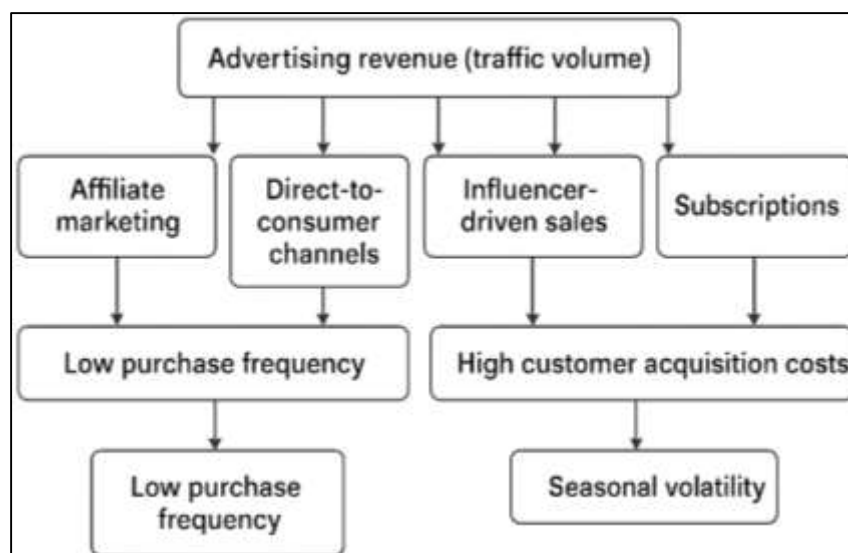 Advertising revenue (traffic volume)
Affiliate
marketing
Direct-to-
consumer
channels
Influencer-
driven sales
Subscriptions
Low purchase frequency
High customer acquisition costs
Low purchase
frequency
Seasonal volatility